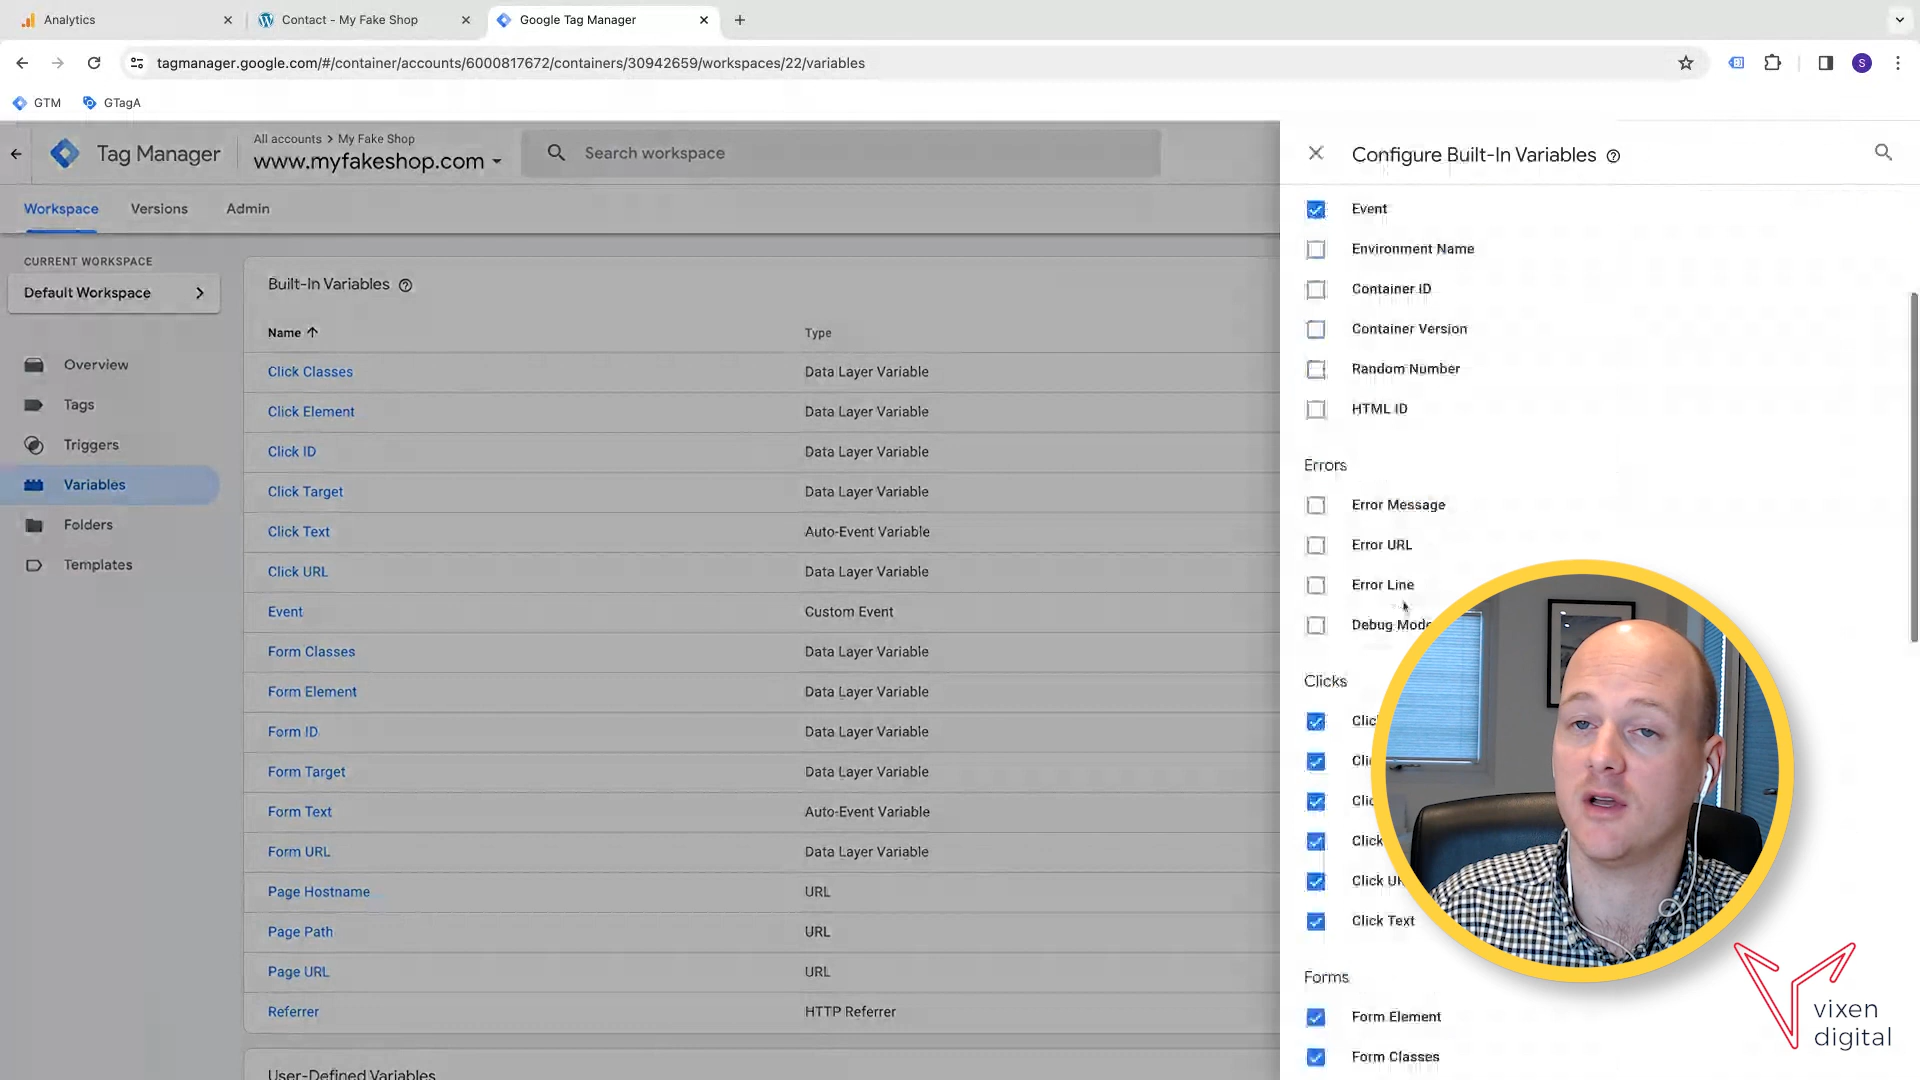 Analytics
Contact - My Fake Shop
Google Tag Manager
tagmanager.google.com/#/container/accounts/6000817672/containers/30942659/workspaces/22/variables
S
GTM
GTagA
Tag Manager
All accounts > My Fake Shop
www.myfakeshop.com
Search workspace
Configure Built-In Variables
Workspace
Versions
Admin
CURRENT WORKSPACE
Default Workspace
Overview
Tags
Triggers
Variables
Folders
Templates
Built-In Variables
Name
Type
Click Classes
Data Layer Variable
Click Element
Data Layer Variable
Click ID
Data Layer Variable
Click Target
Data Layer Variable
Click Text
Auto-Event Variable
Click URL
Data Layer Variable
Event
Custom Event
Form Classes
Data Layer Variable
Form Element
Data Layer Variable
Form ID
Data Layer Variable
Form Target
Data Layer Variable
Form Text
Auto-Event Variable
Form URL
Data Layer Variable
Page Hostname
URL
Page Path
URL
Page URL
URL
Referrer
HTTP Referrer
User-Defined Variables
Event
Environment Name
Container ID
Container Version
Random Number
HTML ID
Errors
Error Message
Error URL
Error Line
Debug Mode
Clicks
Click
Click Text
Forms
Form Element
Form Classes
vixen
digital